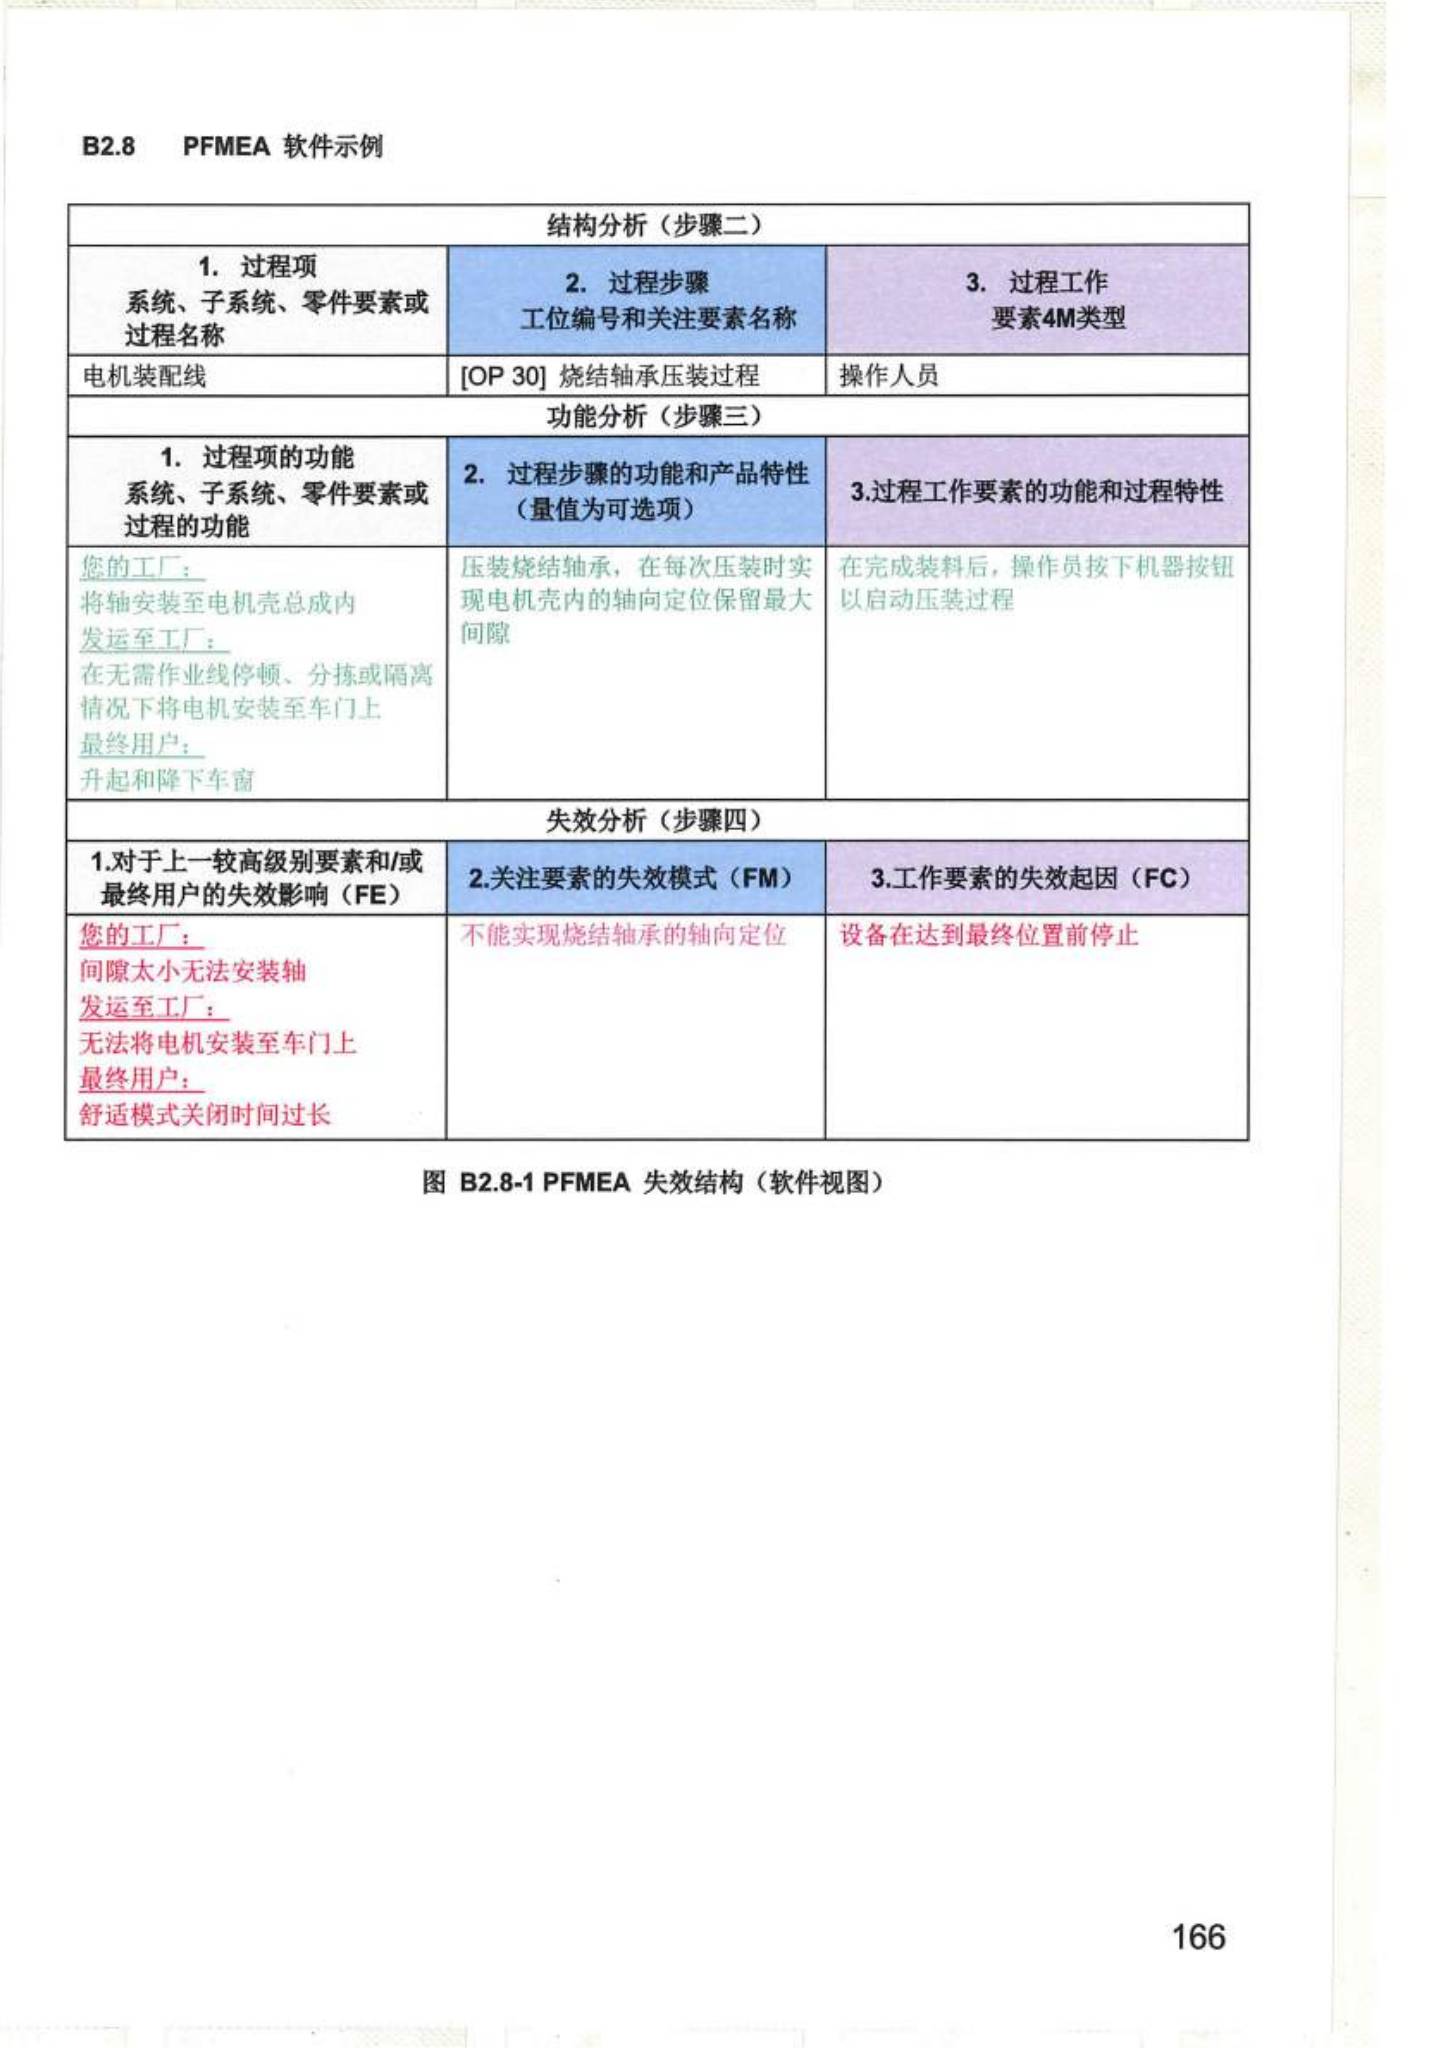 B2.8 PFMEA 软件示例
结构分析（步骤二）
1. 过程项
系统、子系统、零件要素或
过程名称
2. 过程步骤
工位编号和关注要素名称
3. 过程工作
要素4M类型
电机装配线
[OP 30] 烧结轴承压装过程
操作人员
功能分析（步骤三）
1. 过程项的功能
系统、子系统、零件要素或
过程的功能
2. 过程步骤的功能和产品特性
（量值为可选项）
3.过程工作要素的功能和过程特性
您的工厂：
将轴安装至电机壳总成内
发运至工厂：
在无需作业线停顿、分拣或隔离
情况下将电机安装至车门上
最终用户：
升起和降下车窗
压装烧结轴承，在每次压装时实
现电机壳内的轴向定位保留最大
间隙
在完成装料后，操作员按下机器按钮
以启动压装过程
失效分析（步骤四）
1.对于上一较高级别要素和/或
最终用户的失效影响（FE）
2.关注要素的失效模式（FM）
3.工作要素的失效起因（FC）
您的工厂：
间隙太小无法安装轴
发运至工厂：
无法将电机安装至车门上
最终用户：
舒适模式关闭时间过长
不能实现烧结轴承的轴向定位
设备在达到最终位置前停止
图 B2.8-1 PFMEA 失效结构（软件视图）
166